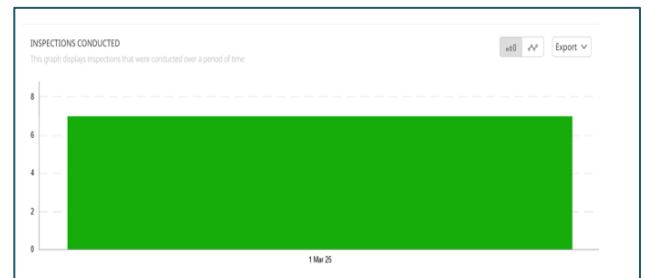 INSPECTIONS CONDUCTED
This graph displays inspections that were conducted over a period of time
Export
8
6
4
2
0
1 Mar 25